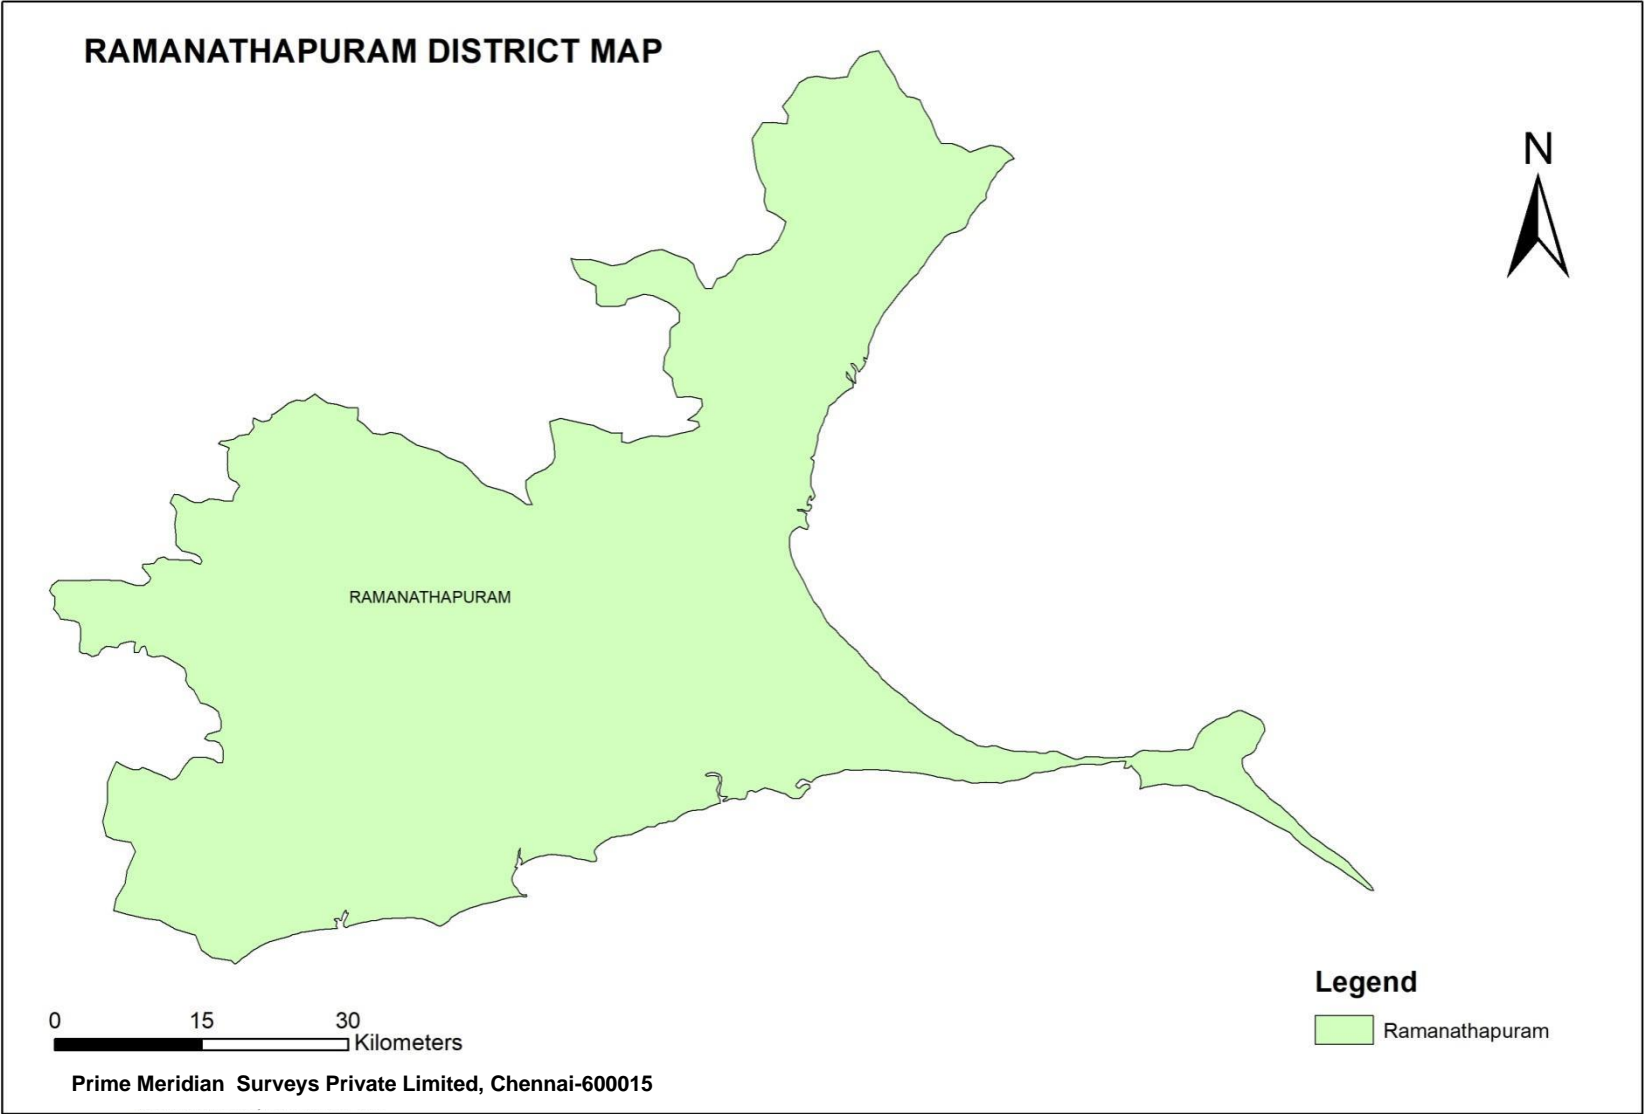 RAMANATHAPURAM DISTRICT MAP
N
RAMANATHAPURAM
Legend
Ramanathapuram
0 15 30
Kilometers
Prime Meridian  Surveys Private Limited, Chennai-600015